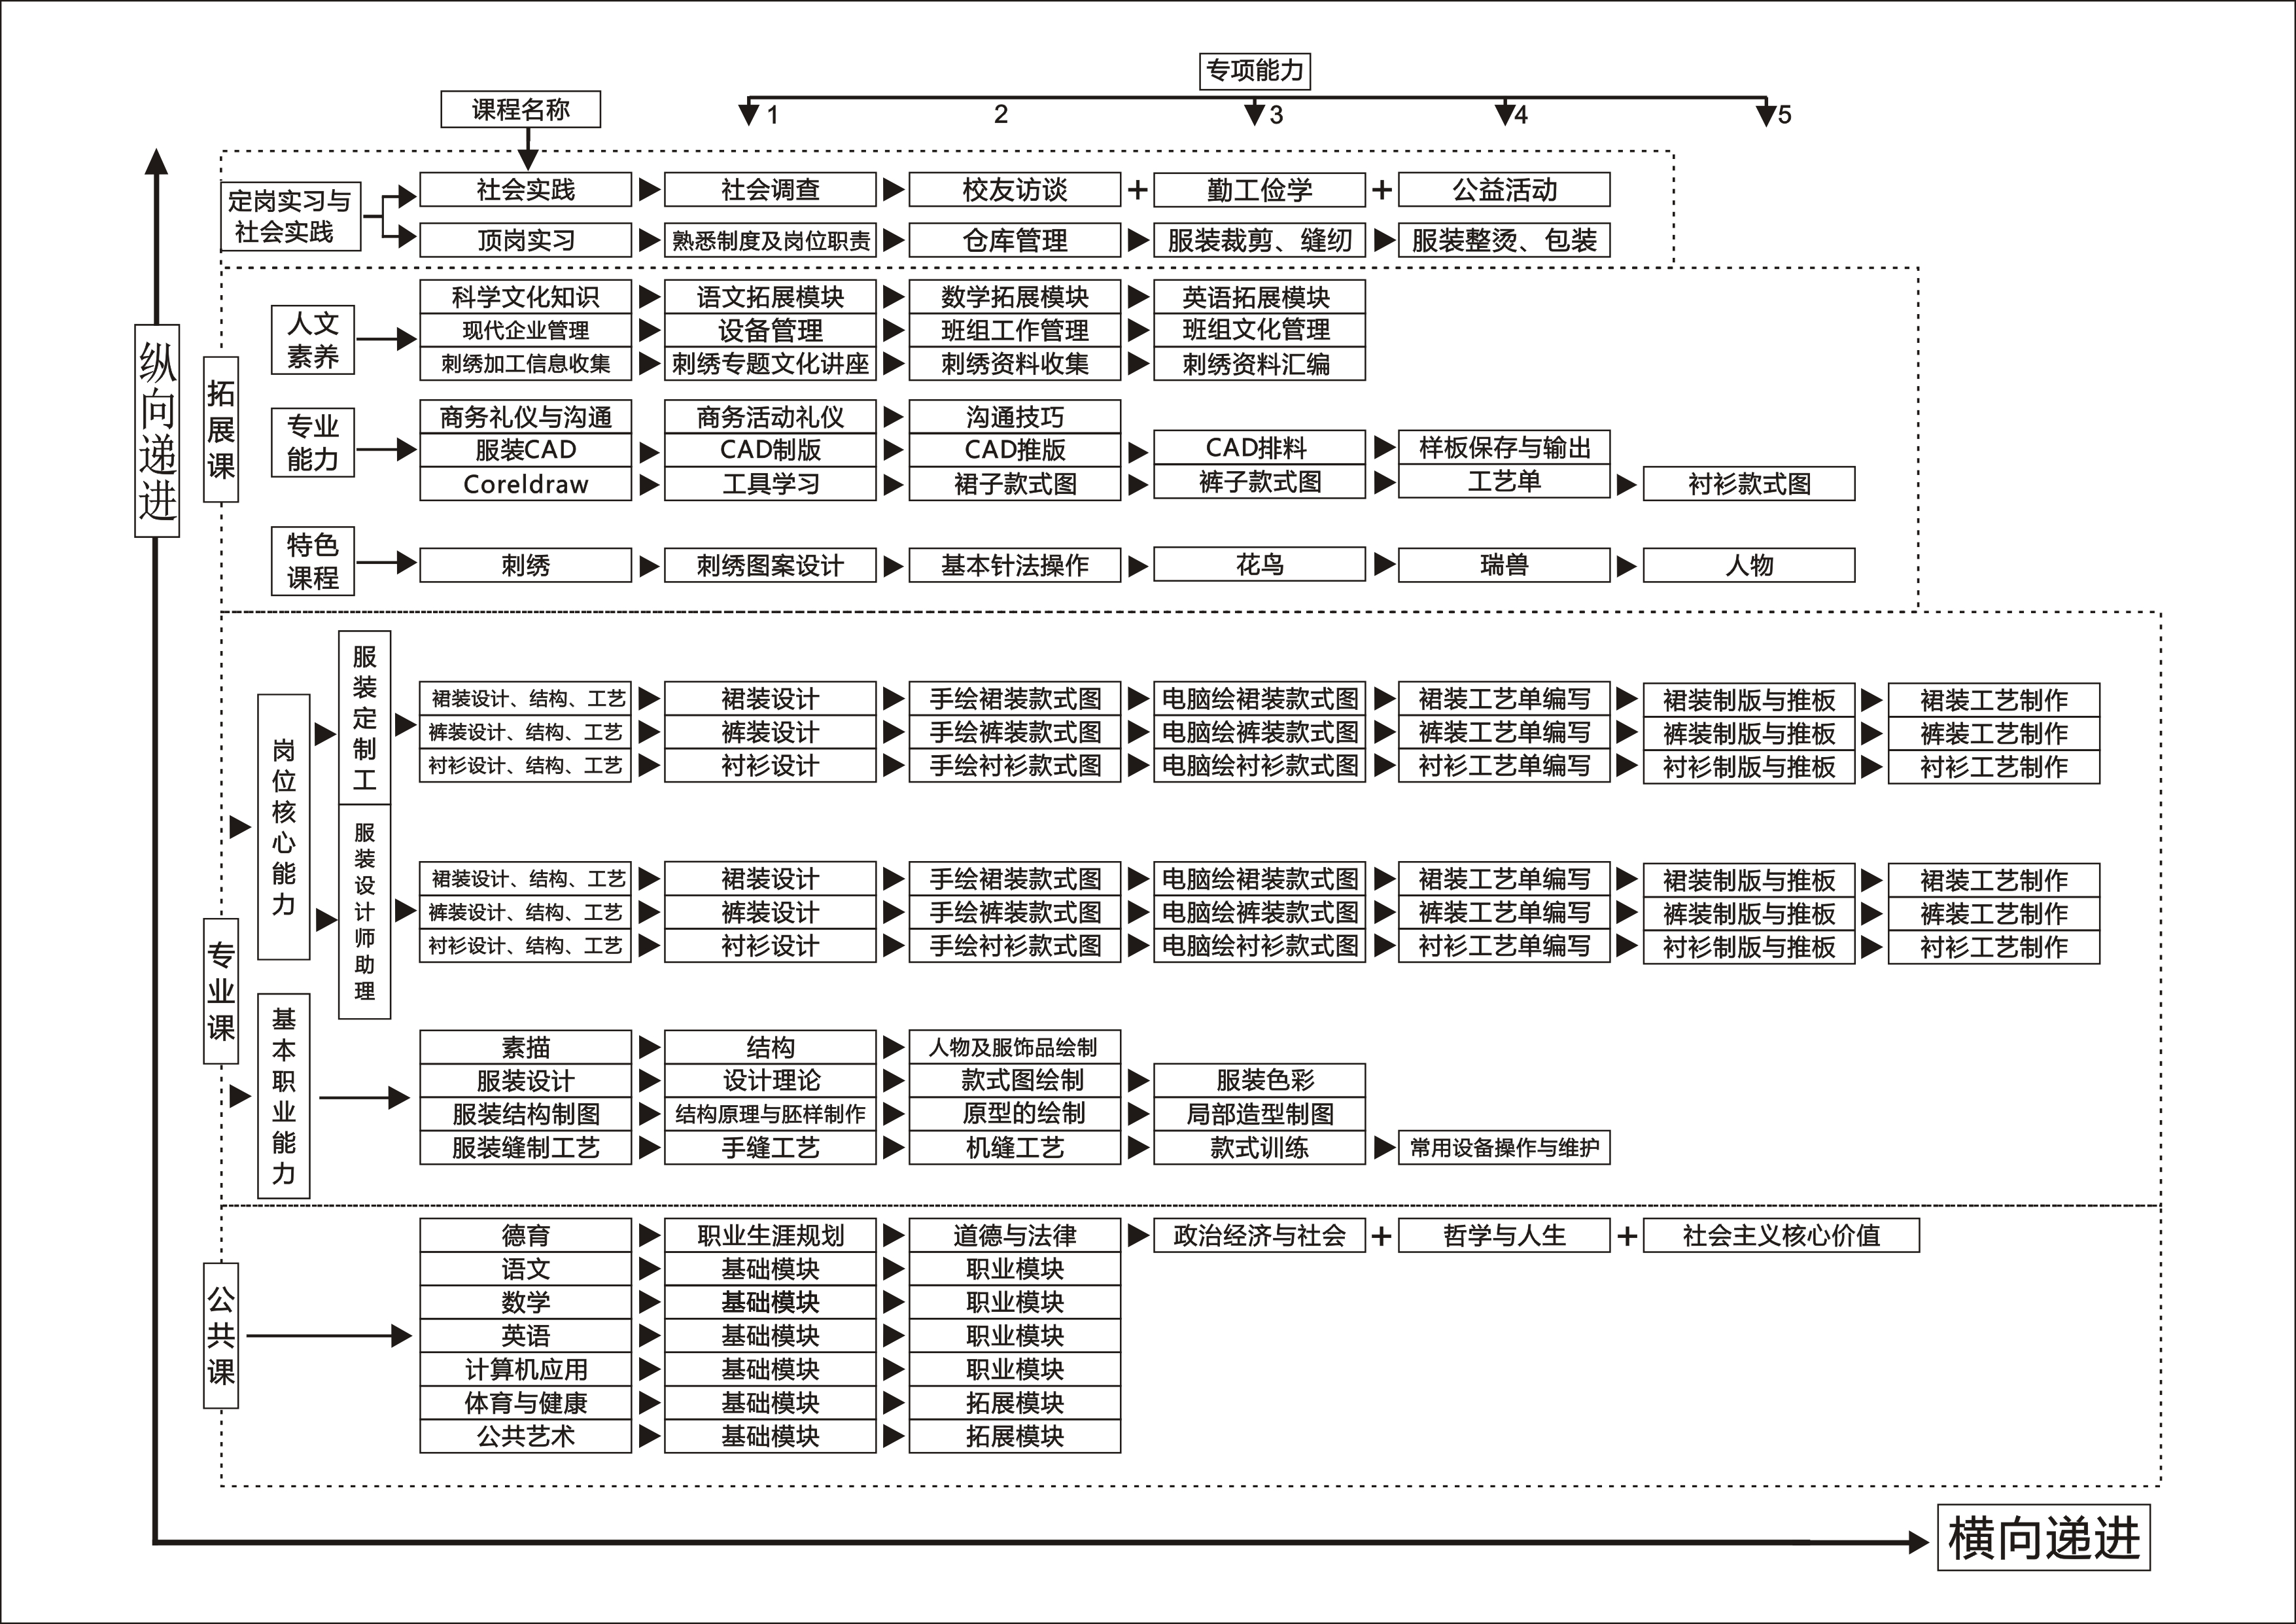 专项能力
课程名称
1
2
3
4
5
定岗实习与
社会实践
社会实践 社会调查 校友访谈 + 勤工俭学 + 公益活动
顶岗实习 熟悉制度及岗位职责 仓库管理 服装裁剪、缝纫 服装整烫、包装
纵向递进
拓展课
人文
素养
科学文化知识 语文拓展模块 数学拓展模块 英语拓展模块
现代企业管理 设备管理 班组工作管理 班组文化管理
刺绣加工信息收集 刺绣专题文化讲座 刺绣资料收集 刺绣资料汇编
专业
能力
商务礼仪与沟通 商务活动礼仪 沟通技巧
服装CAD CAD制版 CAD推版 CAD排料 样板保存与输出
Coreldraw 工具学习 裙子款式图 裤子款式图 工艺单 衬衫款式图
特色
课程
刺绣 刺绣图案设计 基本针法操作 花鸟 瑞兽 人物
专业课
岗位核心能力
服装定制工
裙装设计、结构、工艺 裙装设计 手绘裙装款式图 电脑绘裙装款式图 裙装工艺单编写 裙装制版与推板 裙装工艺制作
裤装设计、结构、工艺 裤装设计 手绘裤装款式图 电脑绘裤装款式图 裤装工艺单编写 裤装制版与推板 裤装工艺制作
衬衫设计、结构、工艺 衬衫设计 手绘衬衫款式图 电脑绘衬衫款式图 衬衫工艺单编写 衬衫制版与推板 衬衫工艺制作
服装设计师助理
裙装设计、结构、工艺 裙装设计 手绘裙装款式图 电脑绘裙装款式图 裙装工艺单编写 裙装制版与推板 裙装工艺制作
裤装设计、结构、工艺 裤装设计 手绘裤装款式图 电脑绘裤装款式图 裤装工艺单编写 裤装制版与推板 裤装工艺制作
衬衫设计、结构、工艺 衬衫设计 手绘衬衫款式图 电脑绘衬衫款式图 衬衫工艺单编写 衬衫制版与推板 衬衫工艺制作
基本职业能力
素描 结构 人物及服饰品绘制
服装设计 设计理论 款式图绘制 服装色彩
服装结构制图 结构原理与胚样制作 原型的绘制 局部造型制图
服装缝制工艺 手缝工艺 机缝工艺 款式训练 常用设备操作与维护
公共课
德育 职业生涯规划 道德与法律 政治经济与社会 + 哲学与人生 + 社会主义核心价值
语文 基础模块 职业模块
数学 基础模块 职业模块
英语 基础模块 职业模块
计算机应用 基础模块 职业模块
体育与健康 基础模块 拓展模块
公共艺术 基础模块 拓展模块
横向递进